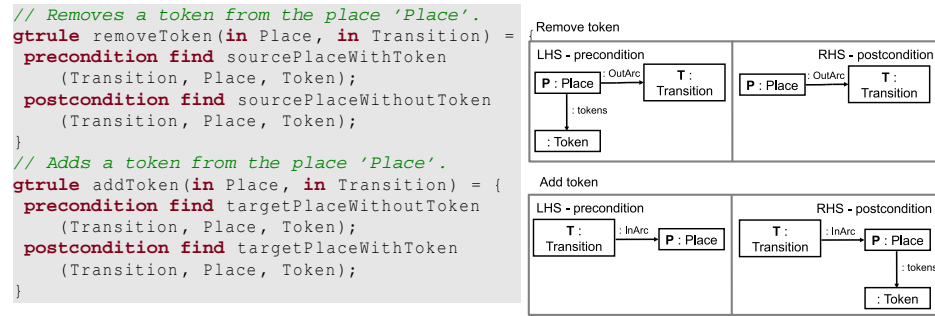 // Removes a token from the place 'Place'.
gtrule removeToken(in Place, in Transition) = {
precondition find sourcePlaceWithToken
(Transition, Place, Token);
postcondition find sourcePlaceWithoutToken
(Transition, Place, Token);
}
// Adds a token from the place 'Place'.
gtrule addToken(in Place, in Transition) = {
precondition find targetPlaceWithoutToken
(Transition, Place, Token);
postcondition find targetPlaceWithToken
(Transition, Place, Token);
}
Remove token
LHS - precondition
P : Place
: OutArc
T :
Transition
: tokens
: Token
RHS - postcondition
P : Place
: OutArc
T :
Transition
Add token
LHS - precondition
T :
Transition
: InArc
P : Place
RHS - postcondition
T :
Transition
: InArc
P : Place
: tokens
: Token